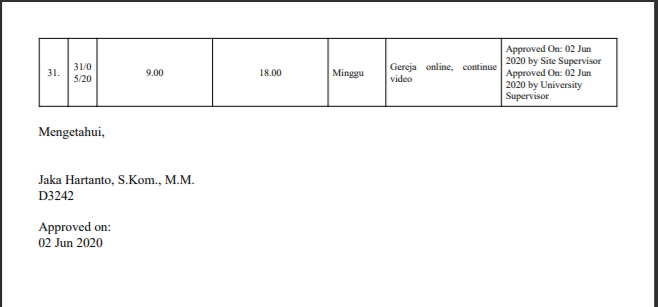 31.
31/0
5/20
9.00
18.00
Minggu
Gereja online, continue
video
Approved On: 02 Jun
2020 by Site Supervisor
Approved On: 02 Jun
2020 by University
Supervisor
Mengetahui,
Jaka Hartanto, S.Kom., M.M.
D3242
Approved on:
02 Jun 2020